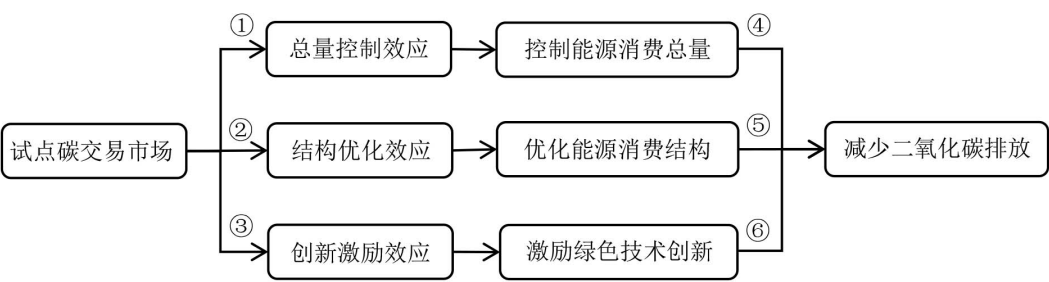 ①
总量控制效应
控制能源消费总量
④
试点碳交易市场
②
结构优化效应
优化能源消费结构
⑤
减少二氧化碳排放
③
创新激励效应
激励绿色技术创新
⑥